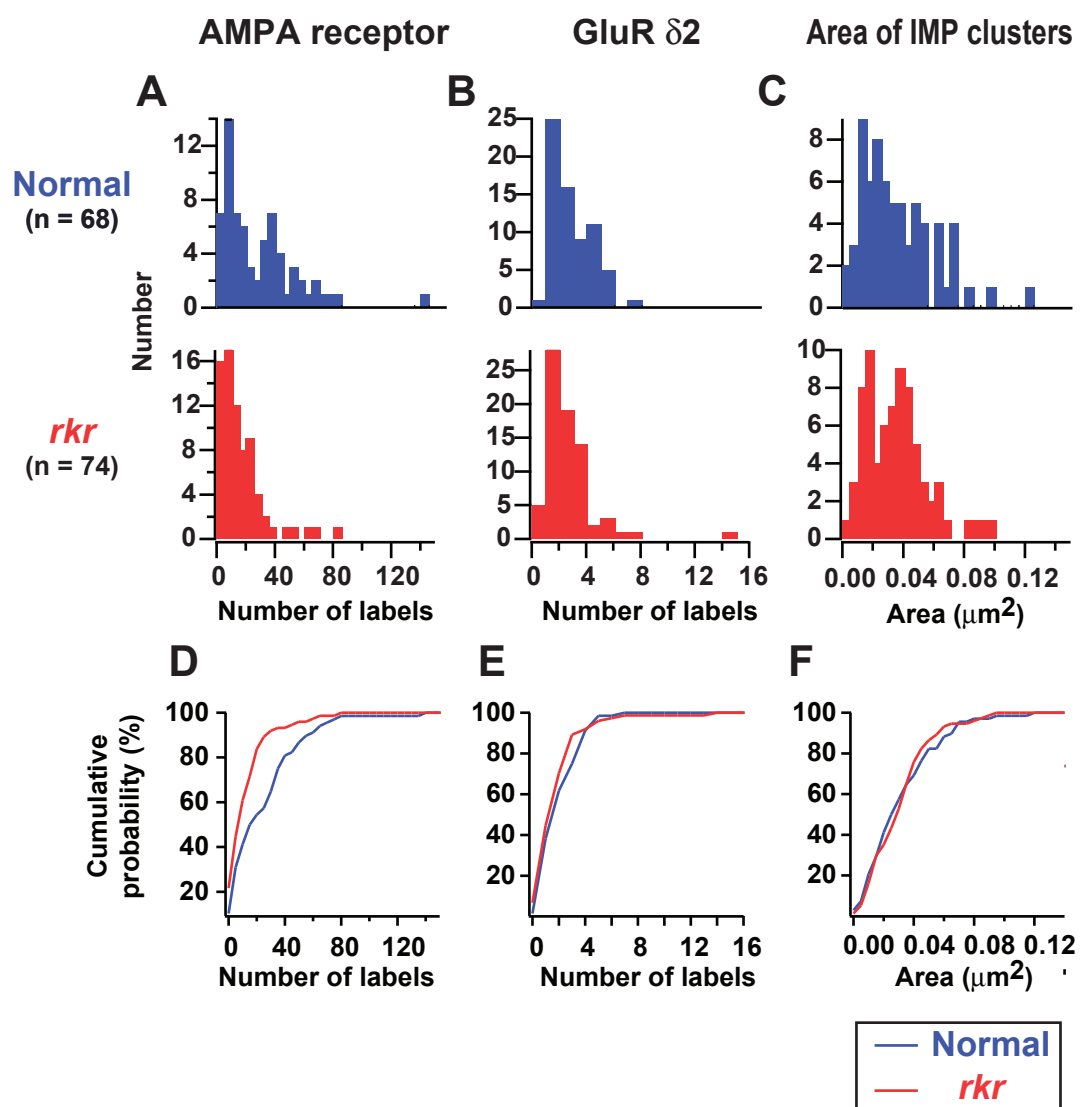 AMPA receptor GluR δ2 Area of IMP clusters
A B C
Normal
(n = 68)
Number
12
8
4
0
25
20
15
10
5
0
8
6
4
2
0
rkr
(n = 74)
16
12
8
4
0
25
20
15
10
5
0
10
8
6
4
2
0
0 40 80 120
0 4 8 12 16
0.00 0.04 0.08 0.12
Number of labels Number of labels Area (μm2)
D E F
Cumulative
probability (%)
100
80
60
40
20
100
80
60
40
20
100
80
60
40
20
0 40 80 120
0 4 8 12 16
0.00 0.04 0.08 0.12
Number of labels Number of labels Area (μm2)
Normal
rkr